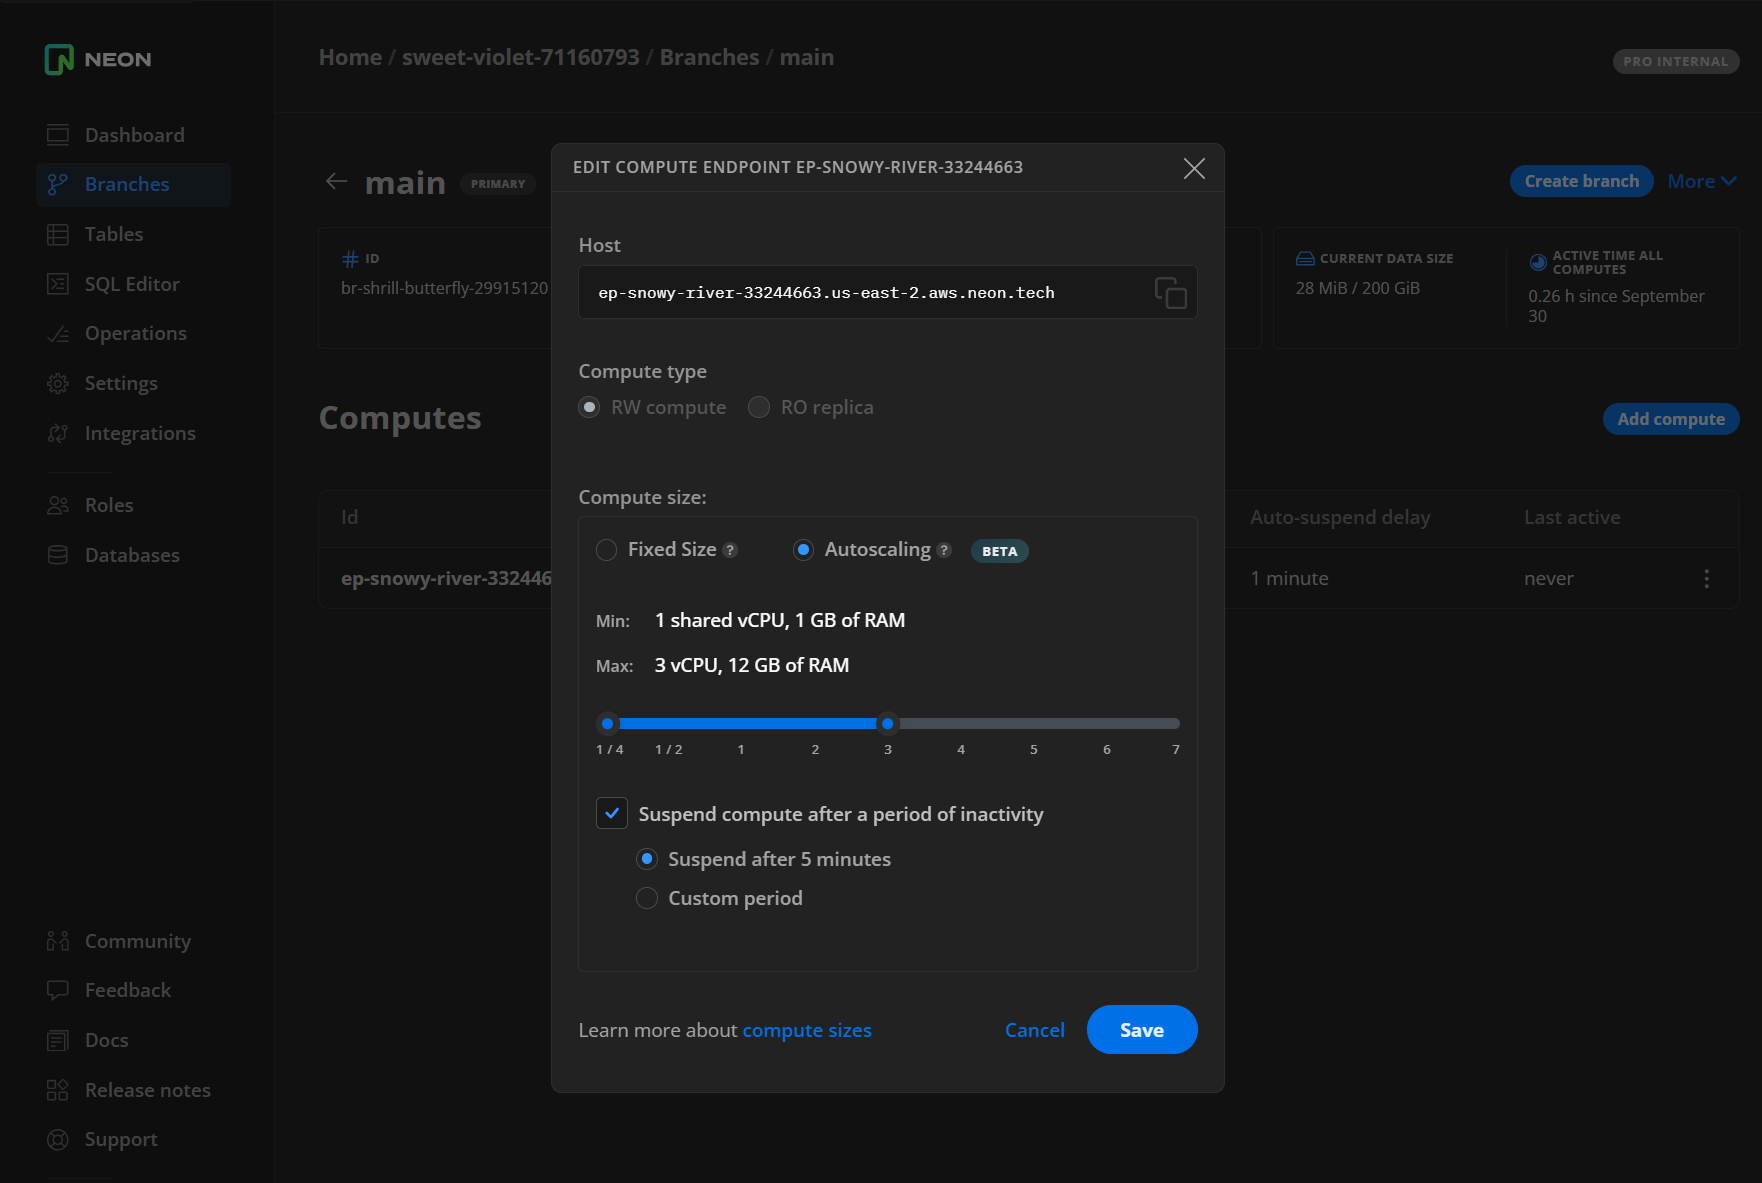 NEON
Home / sweet-violet-71160793 / Branches / main
PRO INTERNAL
Dashboard
Branches
Tables
SQL Editor
Operations
Settings
Integrations
Roles
Databases
Community
Feedback
Docs
Release notes
Support
main PRIMARY
Create branch More
ID
br-shrill-butterfly-29915120
CURRENT DATA SIZE
28 MiB / 200 GiB
ACTIVE TIME ALL
COMPUTES
0.26 h since September
30
Computes
Add compute
Id
Auto-suspend delay Last active
ep-snowy-river-332446
1 minute never
EDIT COMPUTE ENDPOINT EP-SNOWY-RIVER-33244663
Host
ep-snowy-river-33244663.us-east-2.aws.neon.tech
Compute type
RW compute RO replica
Compute size:
Fixed Size ? Autoscaling ? BETA
Min: 1 shared vCPU, 1 GB of RAM
Max: 3 vCPU, 12 GB of RAM
1 / 4 1 / 2 1 2 3 4 5 6 7
Suspend compute after a period of inactivity
Suspend after 5 minutes
Custom period
Learn more about compute sizes
Cancel Save